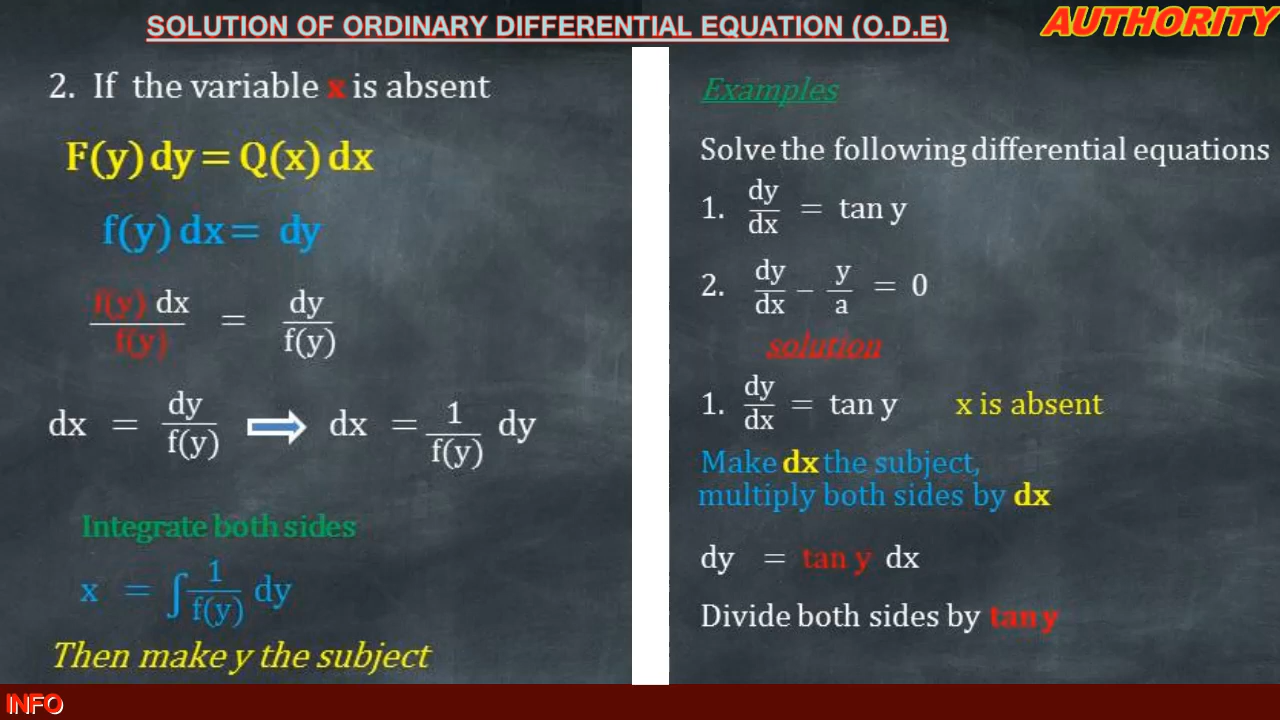 SOLUTION OF ORDINARY DIFFERENTIAL EQUATION (O.D.E)
AUTHORITY
2. If the variable x is absent
F(y) dy = Q(x) dx
f(y) dx = dy
f(y) dx / f(y) = dy / f(y)
dx = dy / f(y) ⇨ dx = 1 / f(y) dy
Integrate both sides
x = ∫ 1 / f(y) dy
Then make y the subject
Examples
Solve the following differential equations
1. dy / dx = tan y
2. dy / dx – y / a = 0
solution
1. dy / dx = tan y x is absent
Make dx the subject,
multiply both sides by dx
dy = tan y dx
Divide both sides by tan y
INFO